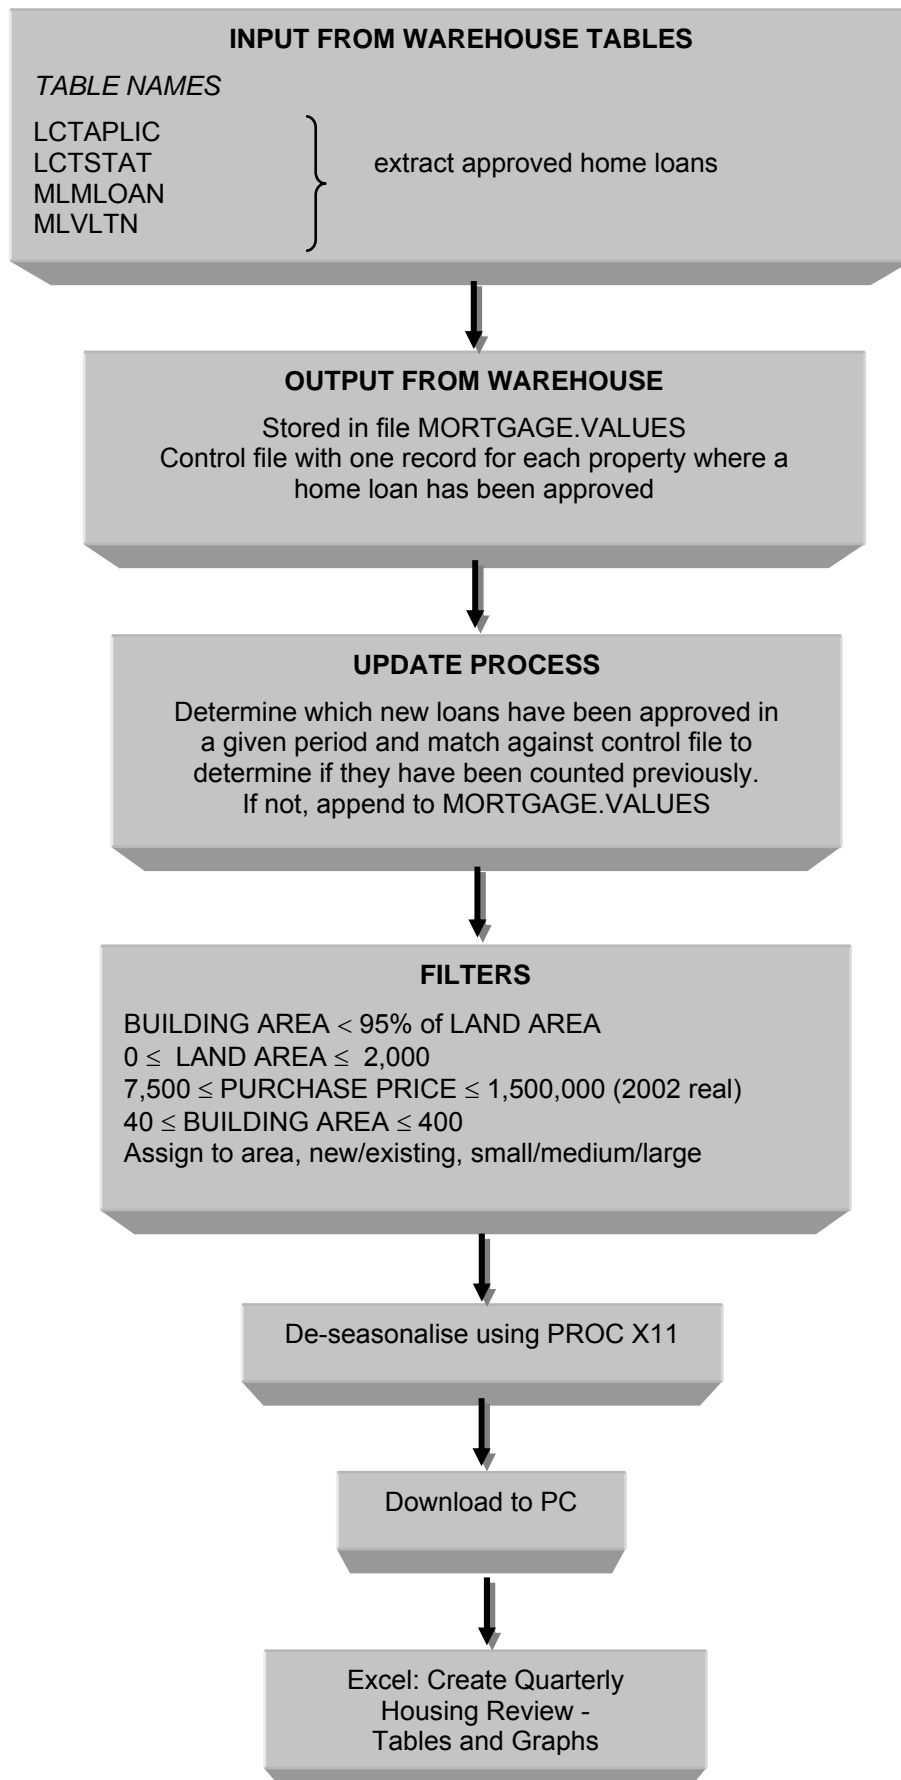 INPUT FROM WAREHOUSE TABLES
TABLE NAMES
LCTAPLIC
LCTSTAT
MLMLOAN
MLVLTN
extract approved home loans
OUTPUT FROM WAREHOUSE
Stored in file MORTGAGE.VALUES
Control file with one record for each property where a
home loan has been approved
UPDATE PROCESS
Determine which new loans have been approved in
a given period and match against control file to
determine if they have been counted previously.
If not, append to MORTGAGE.VALUES
FILTERS
BUILDING AREA < 95% of LAND AREA
0 ≤ LAND AREA ≤ 2,000
7,500 ≤ PURCHASE PRICE ≤ 1,500,000 (2002 real)
40 ≤ BUILDING AREA ≤ 400
Assign to area, new/existing, small/medium/large
De-seasonalise using PROC X11
Download to PC
Excel: Create Quarterly
Housing Review -
Tables and Graphs